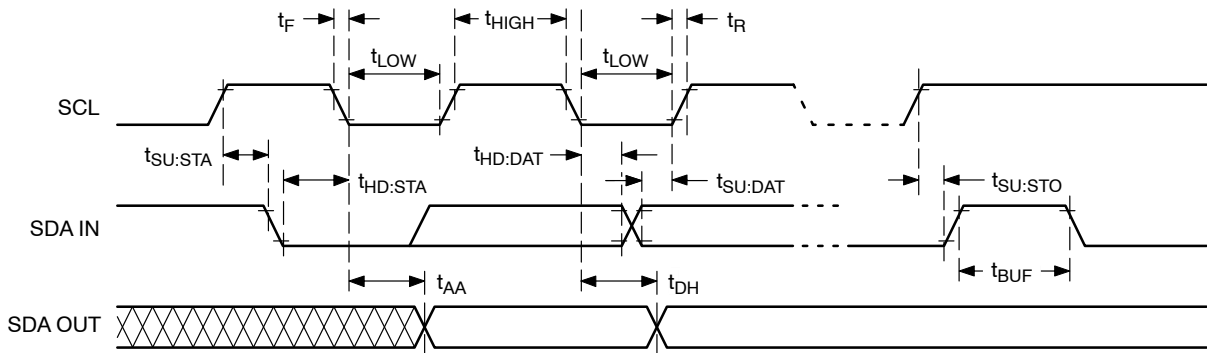 tF
tHIGH
tR
tLOW
tLOW
SCL
tSU:STA
tHD:STA
tHD:DAT
tSU:DAT
tSU:STO
SDA IN
tBUF
tAA
tDH
SDA OUT